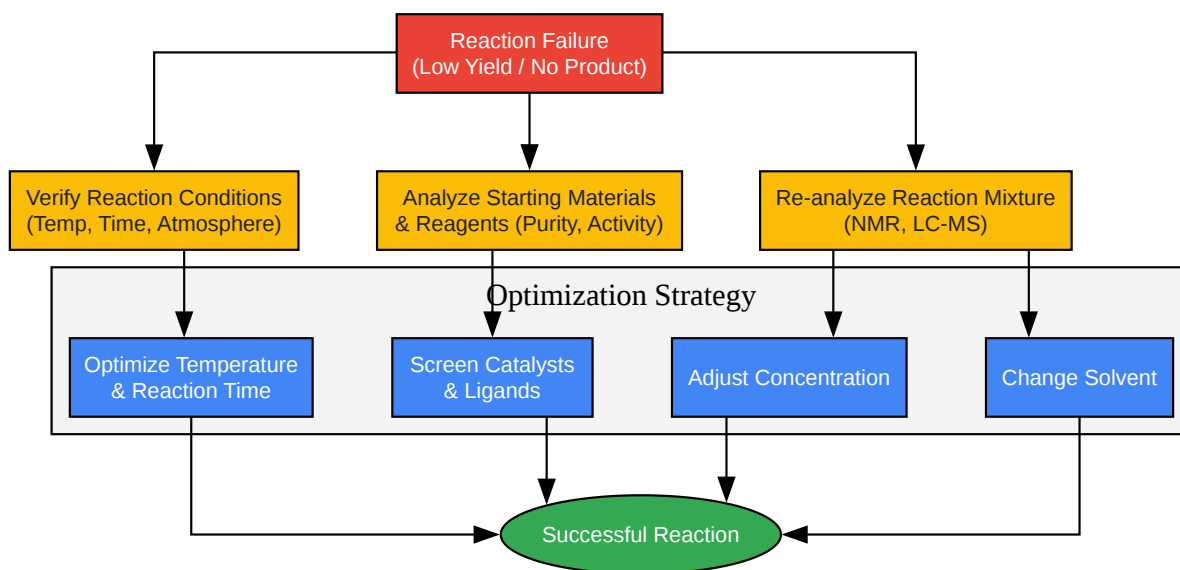 Reaction Failure
(Low Yield / No Product)
Verify Reaction Conditions
(Temp, Time, Atmosphere)
Analyze Starting Materials
& Reagents (Purity, Activity)
Re-analyze Reaction Mixture
(NMR, LC-MS)
Optimization Strategy
Optimize Temperature
& Reaction Time
Screen Catalysts
& Ligands
Adjust Concentration
Change Solvent
Successful Reaction